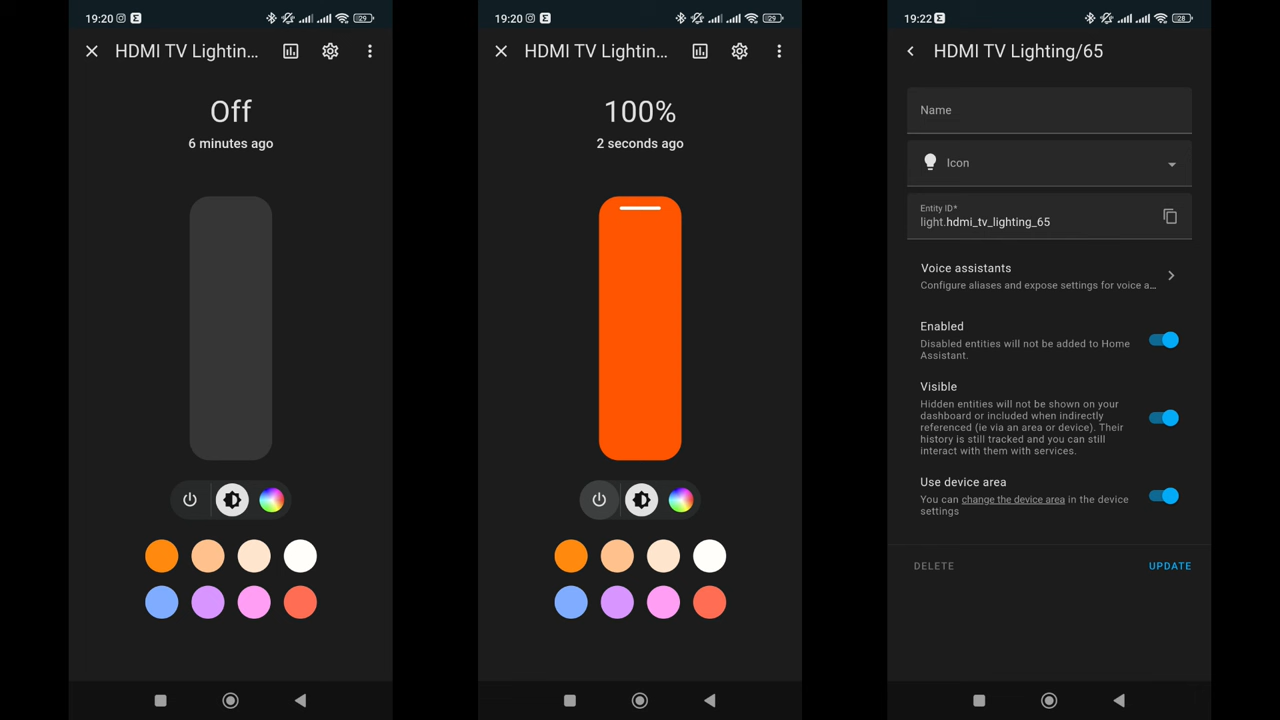 19:20
29
HDMI TV Lightin...
Off
6 minutes ago
19:20
29
HDMI TV Lightin...
100%
2 seconds ago
19:22
28
HDMI TV Lighting/65
Name
Icon
Entity ID*
light.hdmi_tv_lighting_65
Voice assistants
Configure aliases and expose settings for voice a...
Enabled
Disabled entities will not be added to Home
Assistant.
Visible
Hidden entities will not be shown on your
dashboard or included when indirectly
referenced (ie via an area or device). Their
history is still tracked and you can still
interact with them with services.
Use device area
You can change the device area in the device
settings
DELETE
UPDATE